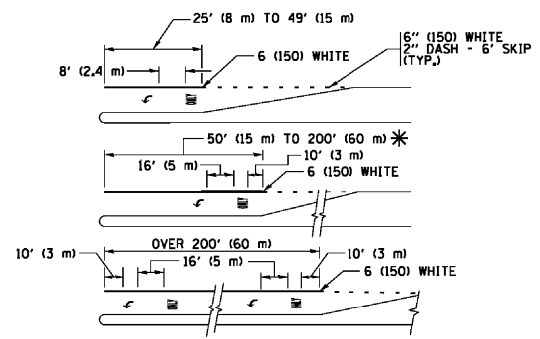 25' (8 m) TO 49' (15 m)
6" (150) WHITE
2" DASH - 6' SKIP
(TYP.)
6 (150) WHITE
8' (2.4 m)
50' (15 m) TO 200' (60 m) *
10' (3 m)
16' (5 m)
6 (150) WHITE
OVER 200' (60 m)
10' (3 m)
16' (5 m)
10' (3 m)
6 (150) WHITE